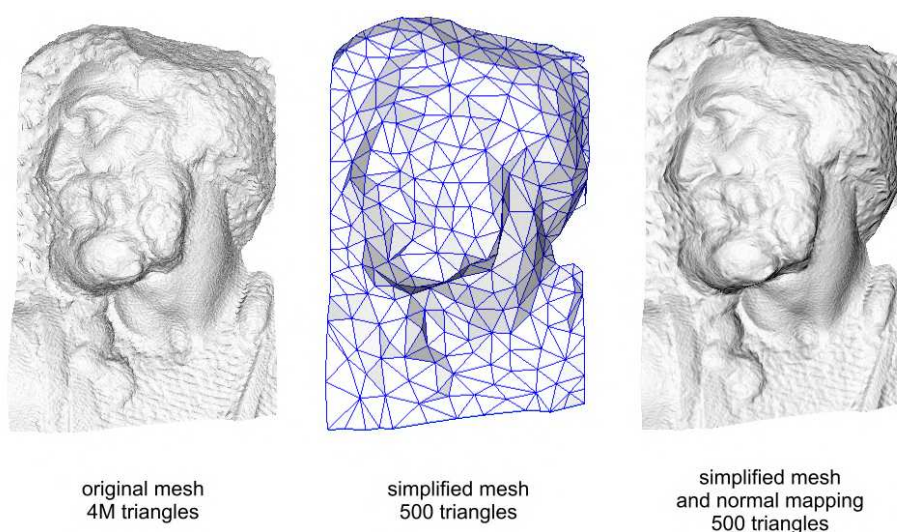 original mesh
4M triangles
simplified mesh
500 triangles
simplified mesh
and normal mapping
500 triangles